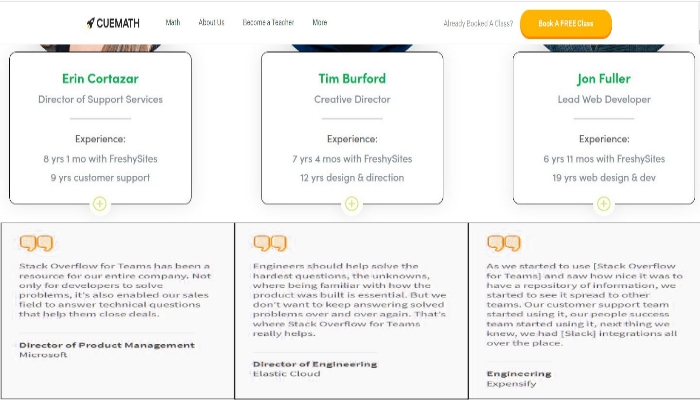 CUEMATH Math About Us Become a Teacher More Already Booked A Class? Book A FREE Class
Erin Cortazar
Director of Support Services
Experience:
8 yrs 1 mo with FreshySites
9 yrs customer support
Tim Burford
Creative Director
Experience:
7 yrs 4 mos with FreshySites
12 yrs design & direction
Jon Fuller
Lead Web Developer
Experience:
6 yrs 11 mos with FreshySites
19 yrs web design & dev
Stack Overflow for Teams has been a
resource for our entire company. Not
only for developers to solve
problems, it's also enabled our sales
field to answer technical questions
that help them close deals.
Director of Product Management
Microsoft
Engineers should help solve the
hardest questions, the unknowns,
where being familiar with how the
product was built is essential. But we
don't want to keep answering solved
problems over and over again. That's
where Stack Overflow for Teams
really helps.
Director of Engineering
Elastic Cloud
As we started to use [Stack Overflow
for Teams] and saw how nice it was to
have a repository of information, we
started to see it spread to other
teams. Our customer support team
started using it, our people success
team started using it, next thing we
knew, we had [Slack] integrations all
over the place.
Engineering
Expensify